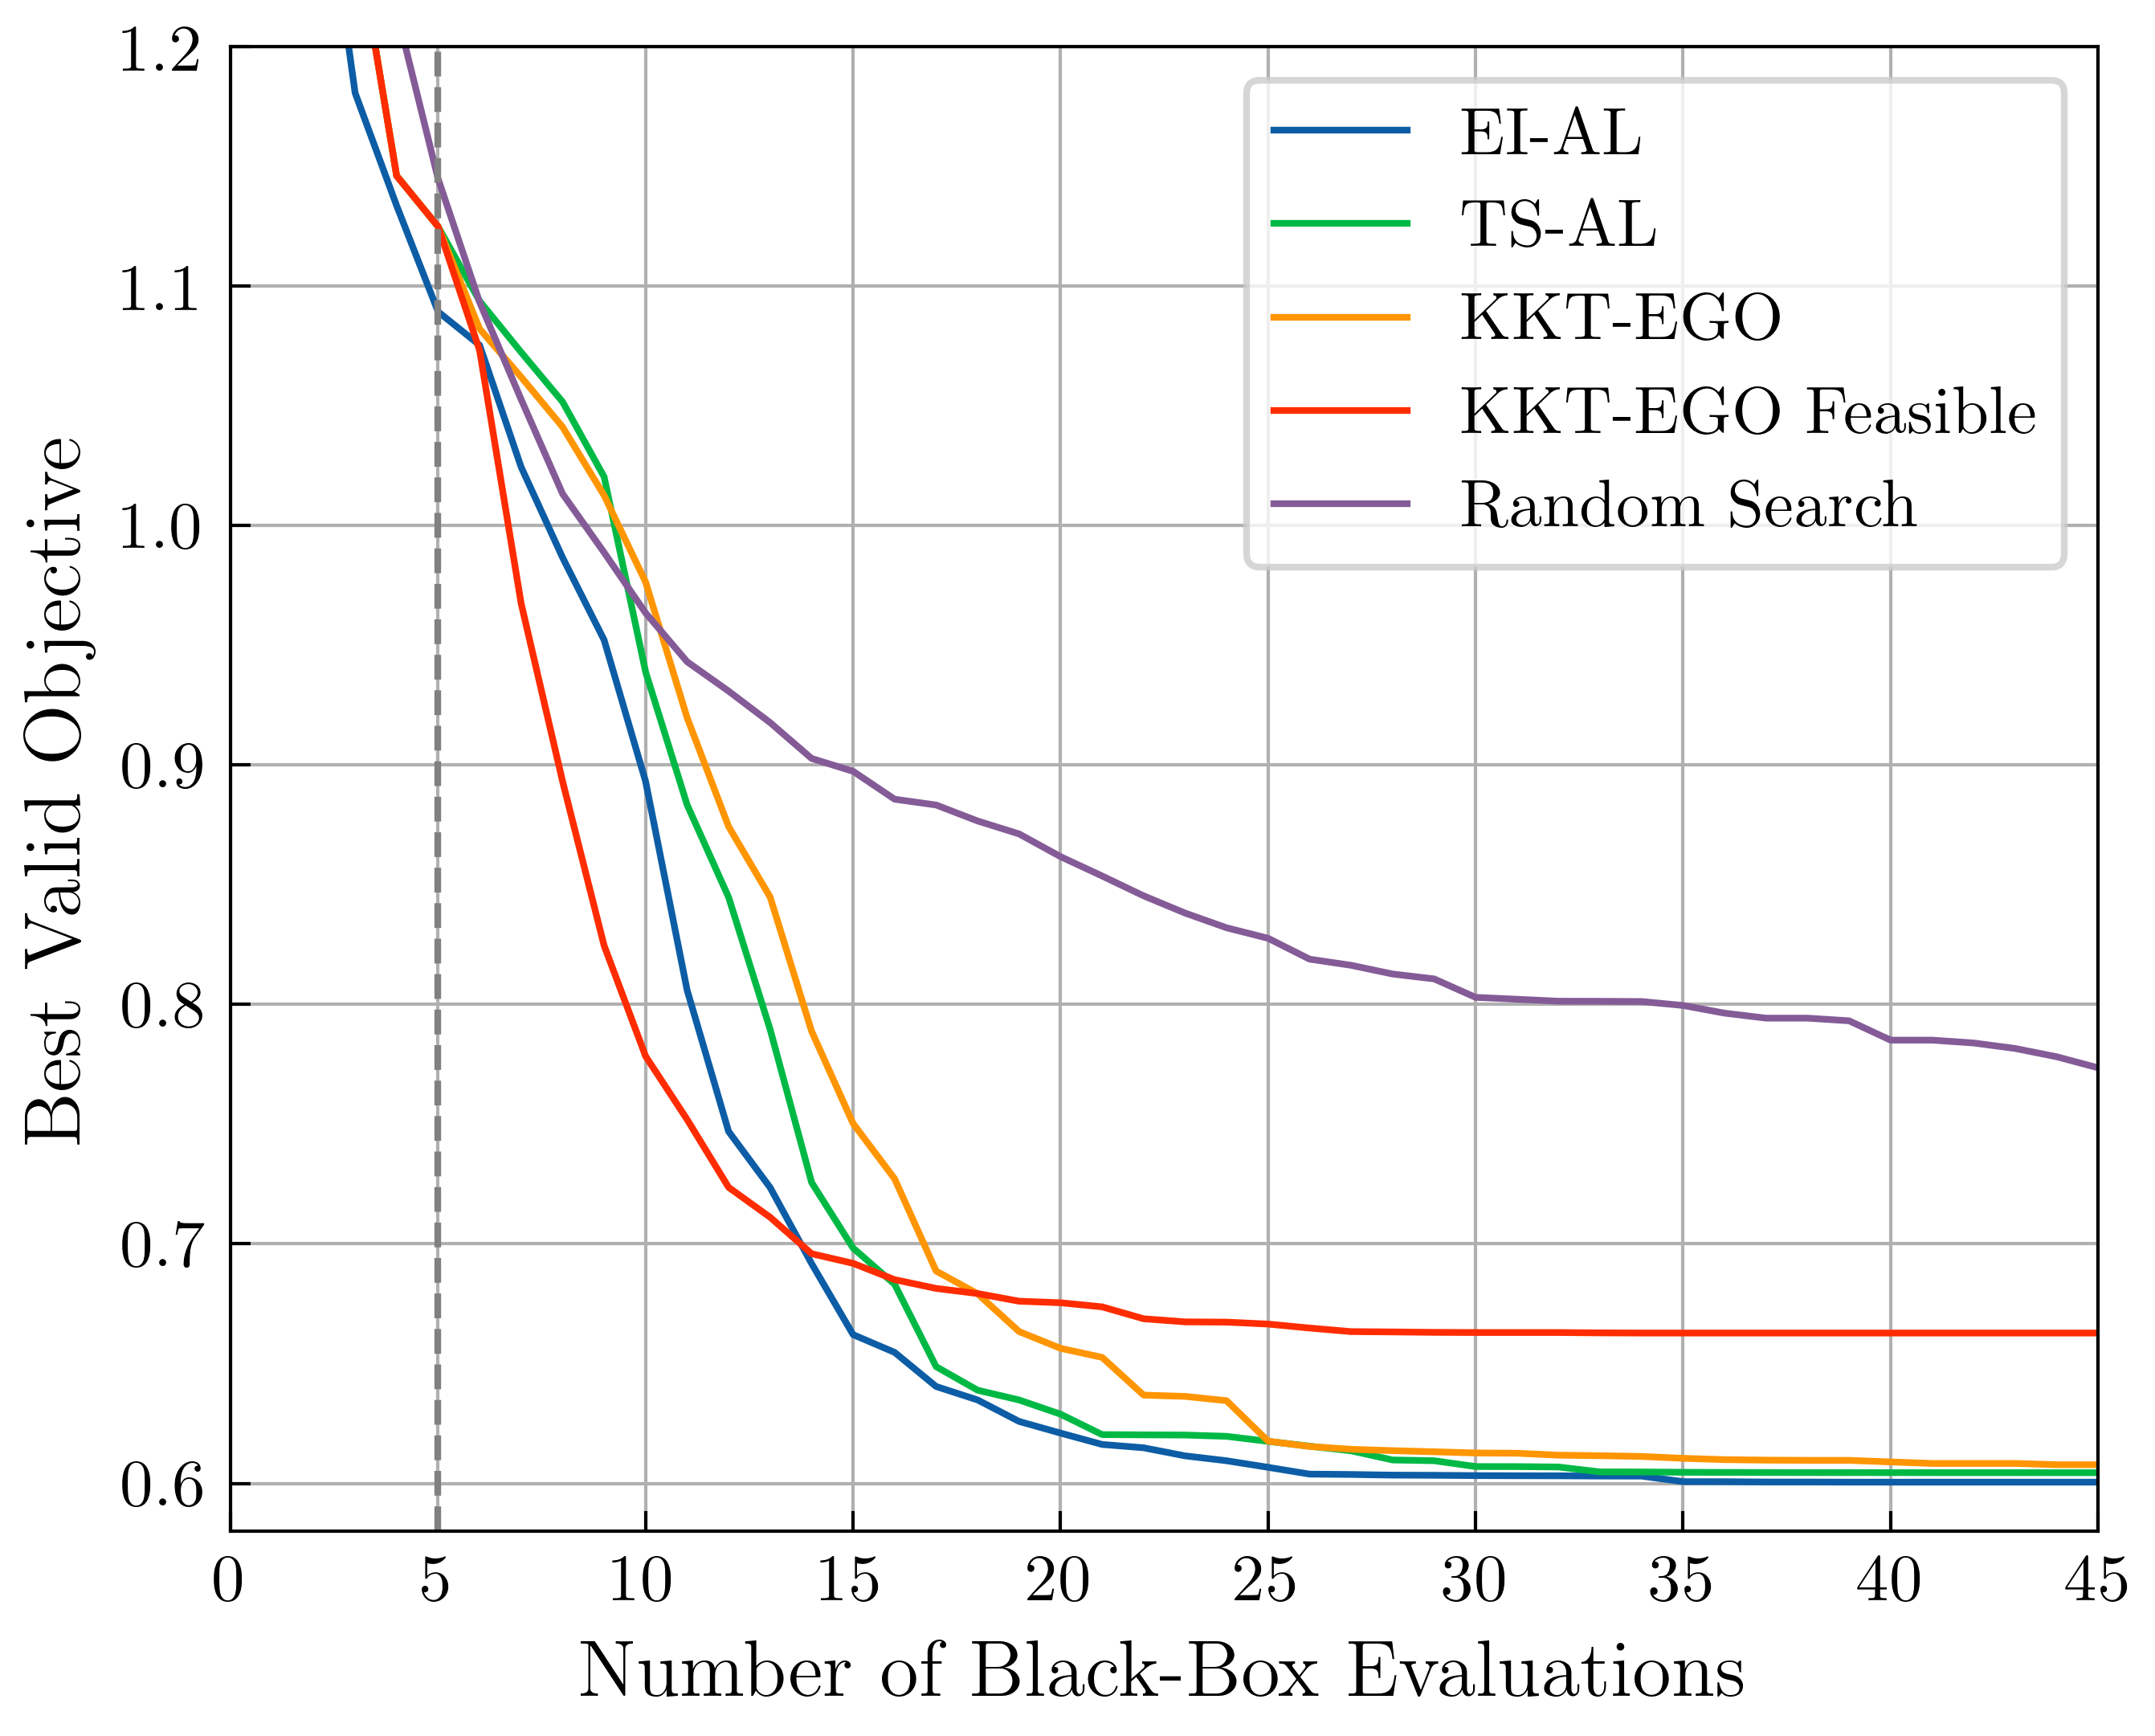 1.2
1.1
1.0
0.9
0.8
0.7
0.6
Best Valid Objective
EI-AL
TS-AL
KKT-EGO
KKT-EGO Feasible
Random Search
0 5 10 15 20 25 30 35 40 45
Number of Black-Box Evaluations